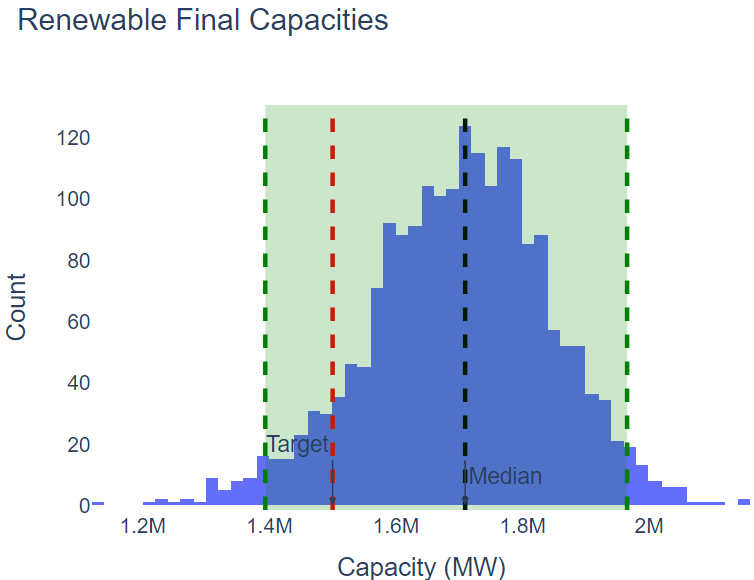 Renewable Final Capacities
120
100
80
60
40
20
0
Count
Target
Median
1.2M 1.4M 1.6M 1.8M 2M
Capacity (MW)